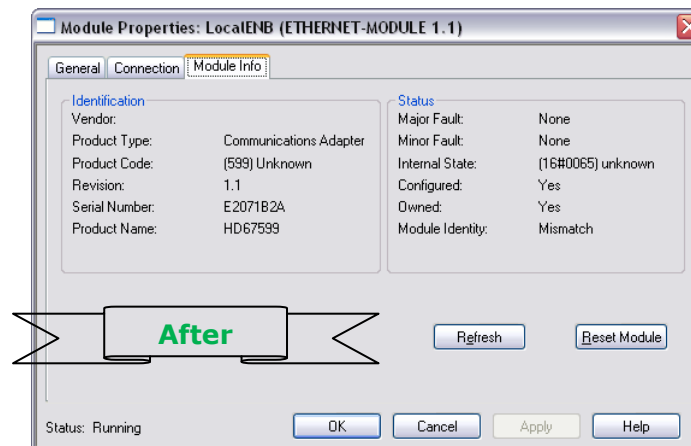 Module Properties: LocalENB (ETHERNET-MODULE 1.1)
General Connection Module Info
Identification
Vendor:
Product Type: Communications Adapter
Product Code: (599) Unknown
Revision: 1.1
Serial Number: E2071B2A
Product Name: HD67599
Status
Major Fault: None
Minor Fault: None
Internal State: (16#0065) unknown
Configured: Yes
Owned: Yes
Module Identity: Mismatch
After
Refresh Reset Module
Status: Running OK Cancel Apply Help